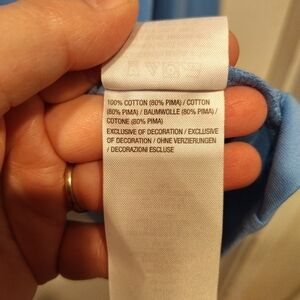 100% COTTON (80% PIMA) / COTTON
(80% PIMA) / BAUMWOLLE (80% PIMA) /
COTONE (80% PIMA)
EXCLUSIVE OF DECORATION / EXCLUSIVE
OF DECORATION / OHNE VERZIERUNGEN
/ DECORAZIONI ESCLUSE